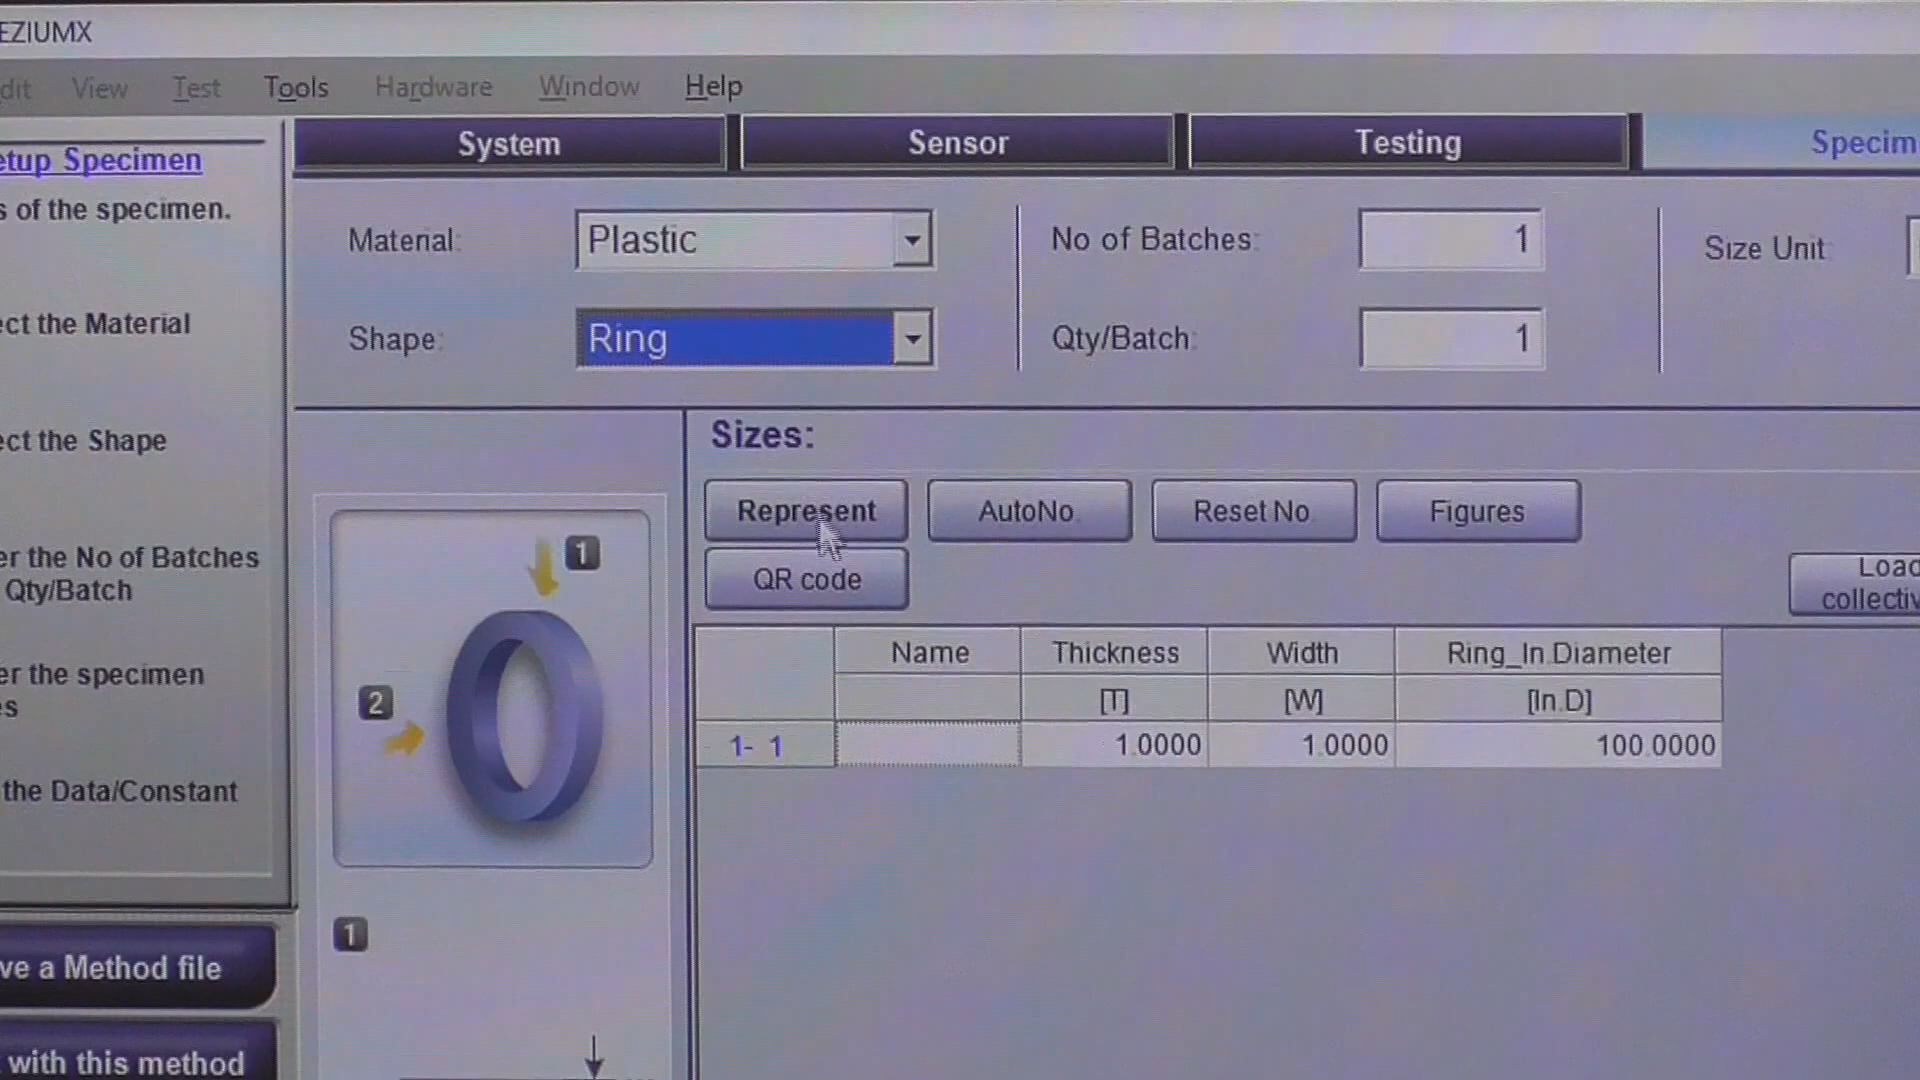 EZIUMX
dit View Test Tools Hardware Window Help
System Sensor Testing Specim
etup Specimen
s of the specimen.
ect the Material
ect the Shape
er the No of Batches
Qty/Batch
er the specimen
es
the Data/Constant
ve a Method file
with this method
Material: Plastic
Shape: Ring
No of Batches: 1
Qty/Batch: 1
Size Unit
Sizes:
Represent AutoNo. Reset No. Figures
QR code
Load
collectiv
Name Thickness Width Ring_In.Diameter
[T] [W] [In.D]
1- 1 1.0000 1.0000 100.0000
1
2
1